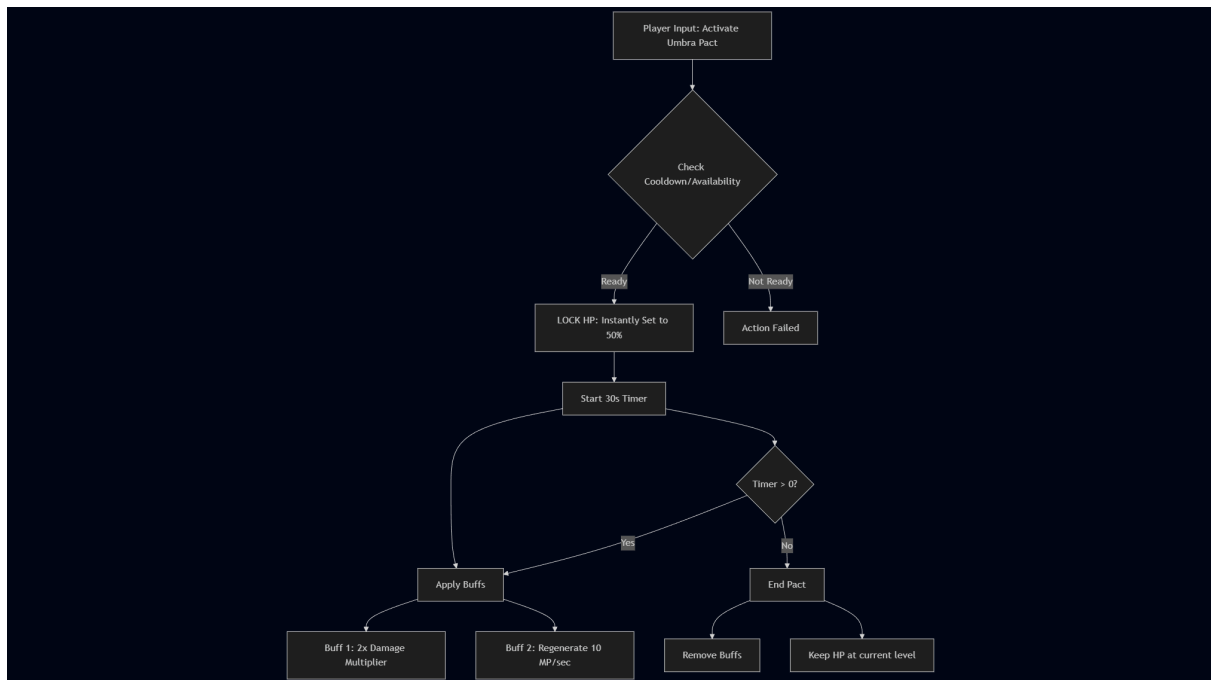 Player Input: Activate
Umbra Pact
Check
Cooldown/Availability
Ready
Not Ready
LOCK HP: Instantly Set to
50%
Action Failed
Start 30s Timer
Timer > 0?
Yes
No
Apply Buffs
End Pact
Buff 1: 2x Damage
Multiplier
Buff 2: Regenerate 10
MP/sec
Remove Buffs
Keep HP at current level